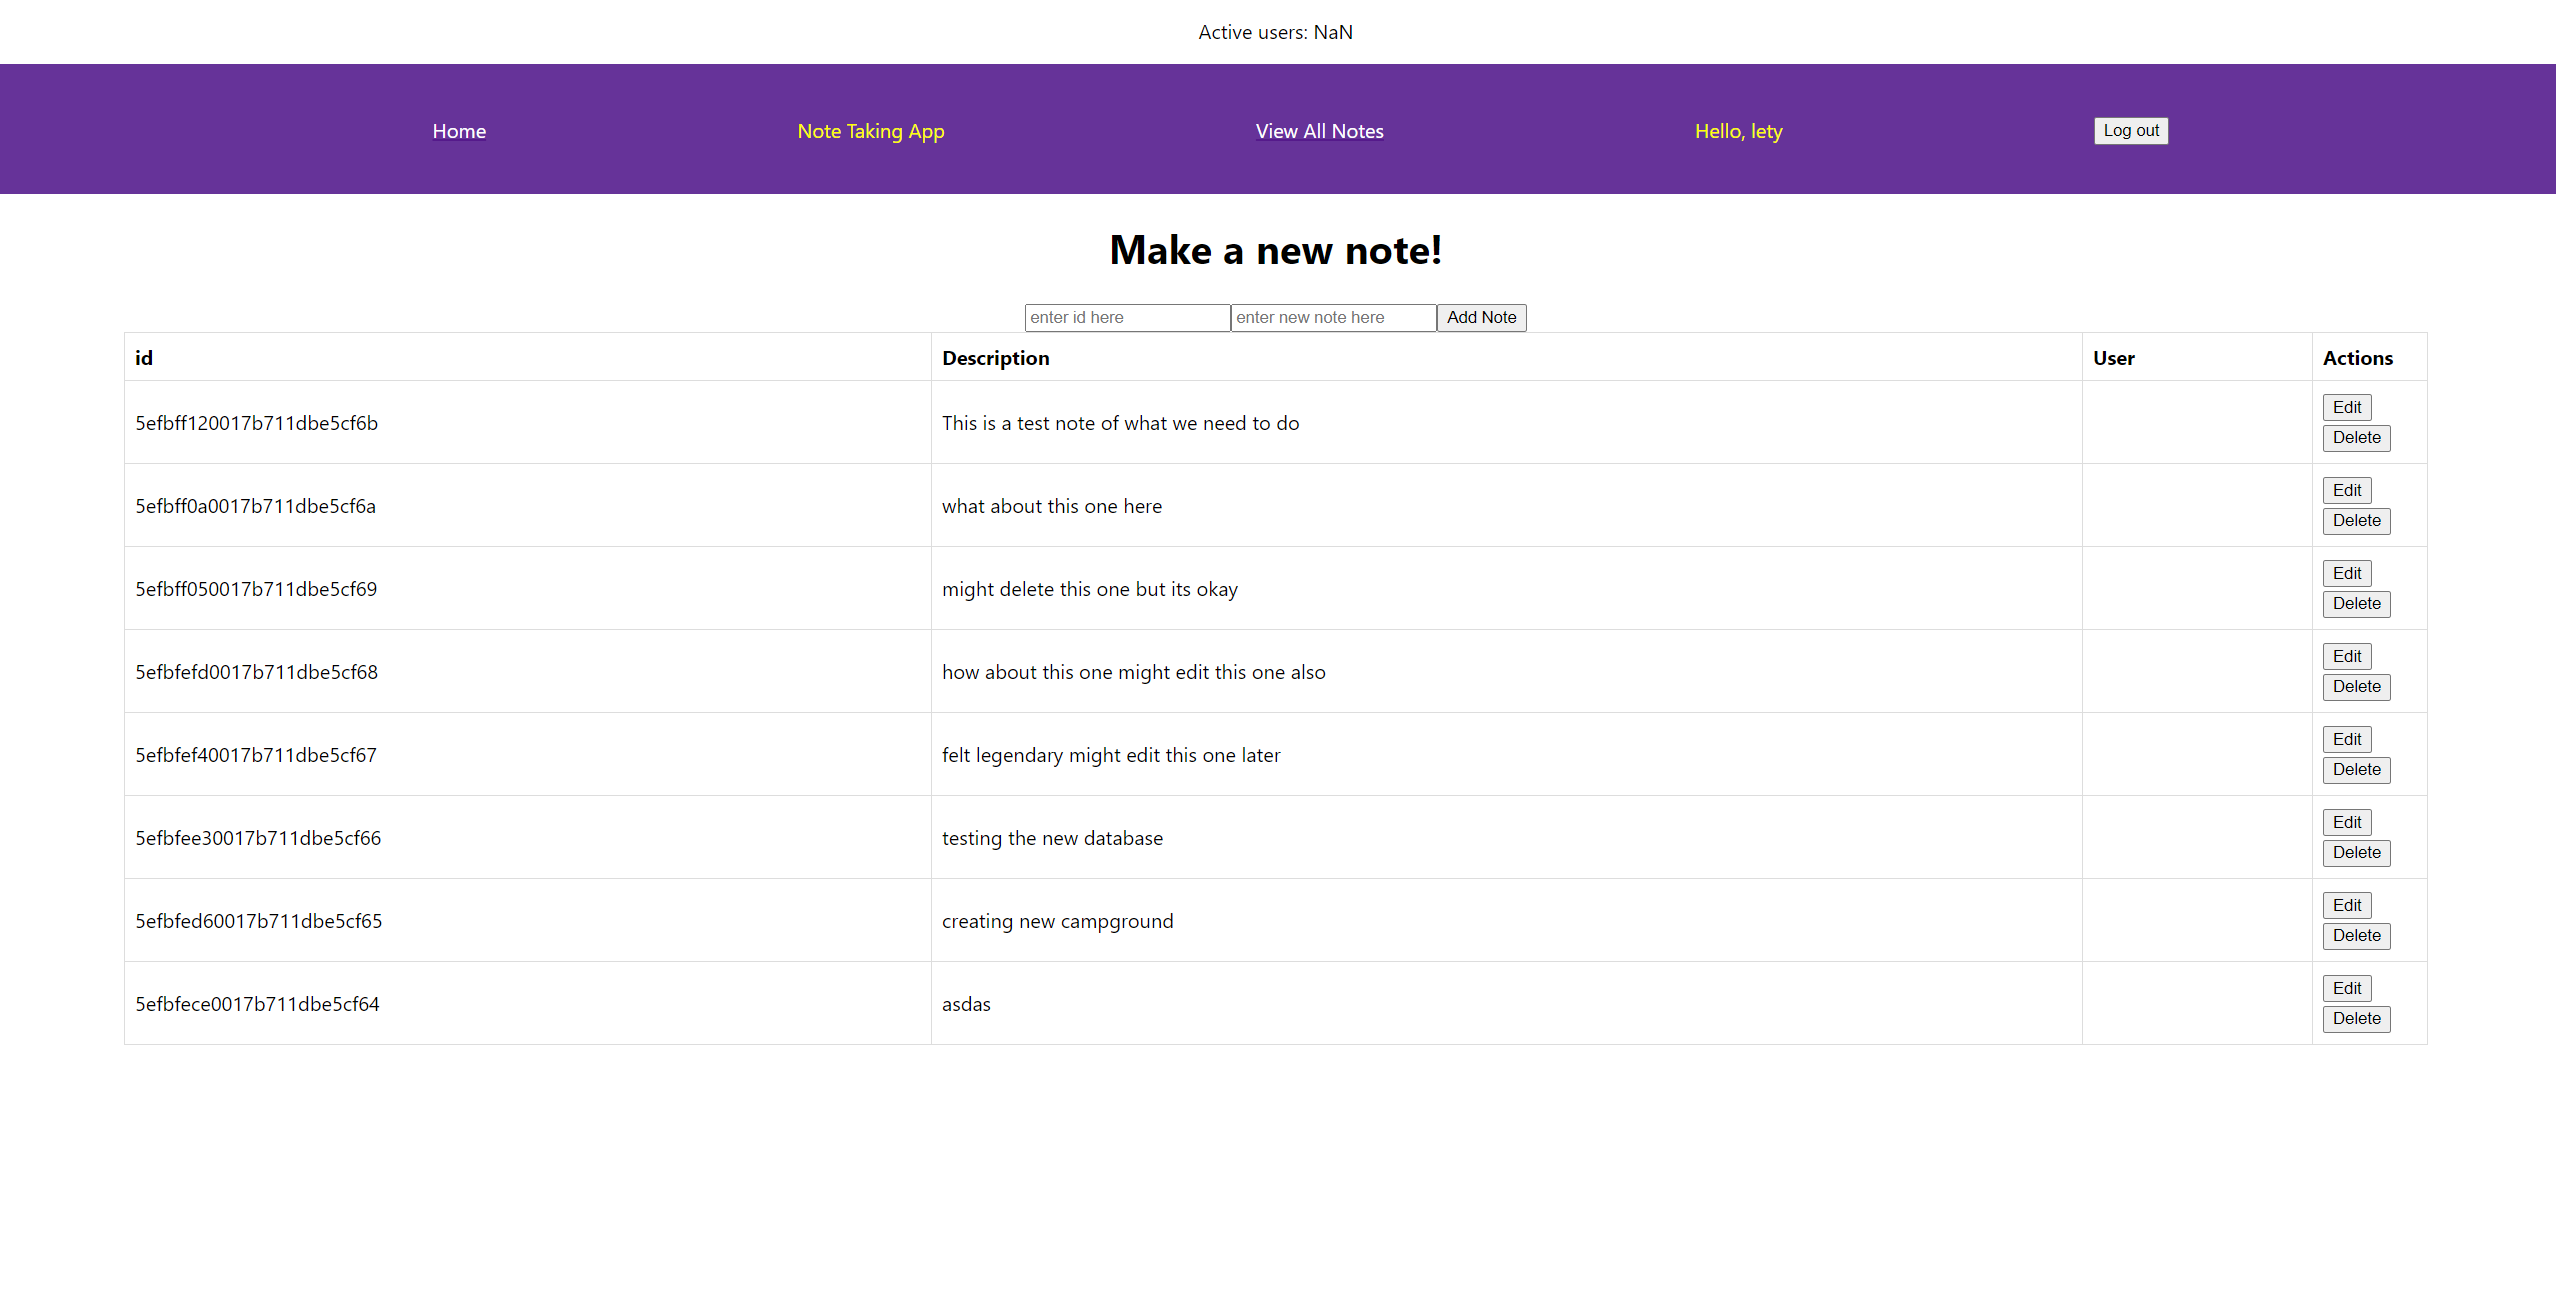 Active users: NaN
Home Note Taking App View All Notes Hello, lety Log out
Make a new note!
enter id here enter new note here Add Note
id Description User Actions
5efbff120017b711dbe5cf6b This is a test note of what we need to do Edit
Delete
5efbff0a0017b711dbe5cf6a what about this one here Edit
Delete
5efbff050017b711dbe5cf69 might delete this one but its okay Edit
Delete
5efbfefd0017b711dbe5cf68 how about this one might edit this one also Edit
Delete
5efbfef40017b711dbe5cf67 felt legendary might edit this one later Edit
Delete
5efbfee30017b711dbe5cf66 testing the new database Edit
Delete
5efbfed60017b711dbe5cf65 creating new campground Edit
Delete
5efbfece0017b711dbe5cf64 asdas Edit
Delete